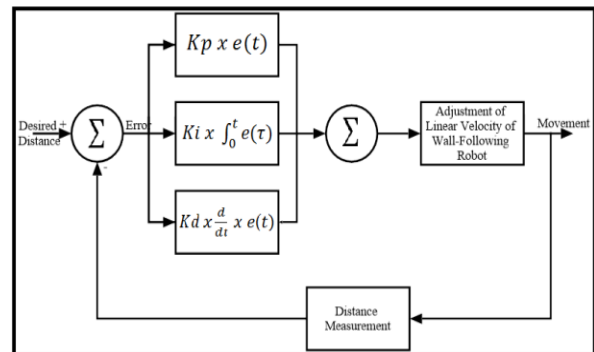 Kp x e(t)
Desired +
Distance
Σ
Error
Ki x ∫₀ᵗ e(τ)
Σ
Adjustment of
Linear Velocity of
Wall-Following
Robot
Movement
-
Kd x d/dt x e(t)
Distance
Measurement